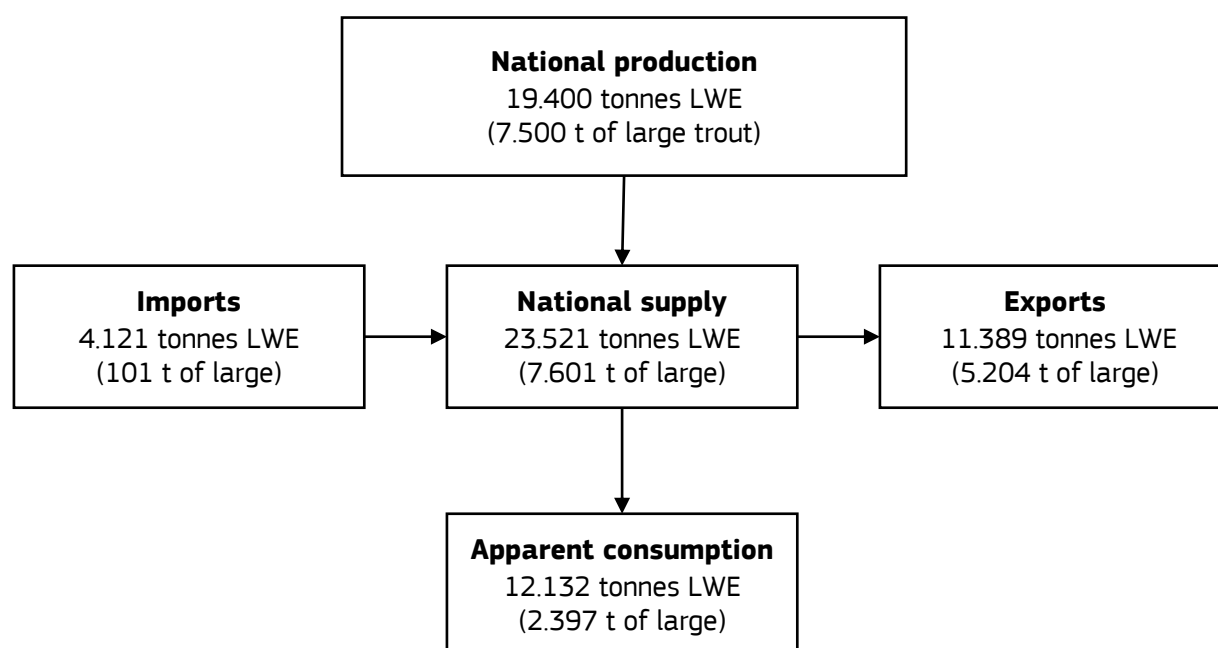 National production
19.400 tonnes LWE
(7.500 t of large trout)
Imports
4.121 tonnes LWE
(101 t of large)
National supply
23.521 tonnes LWE
(7.601 t of large)
Exports
11.389 tonnes LWE
(5.204 t of large)
Apparent consumption
12.132 tonnes LWE
(2.397 t of large)